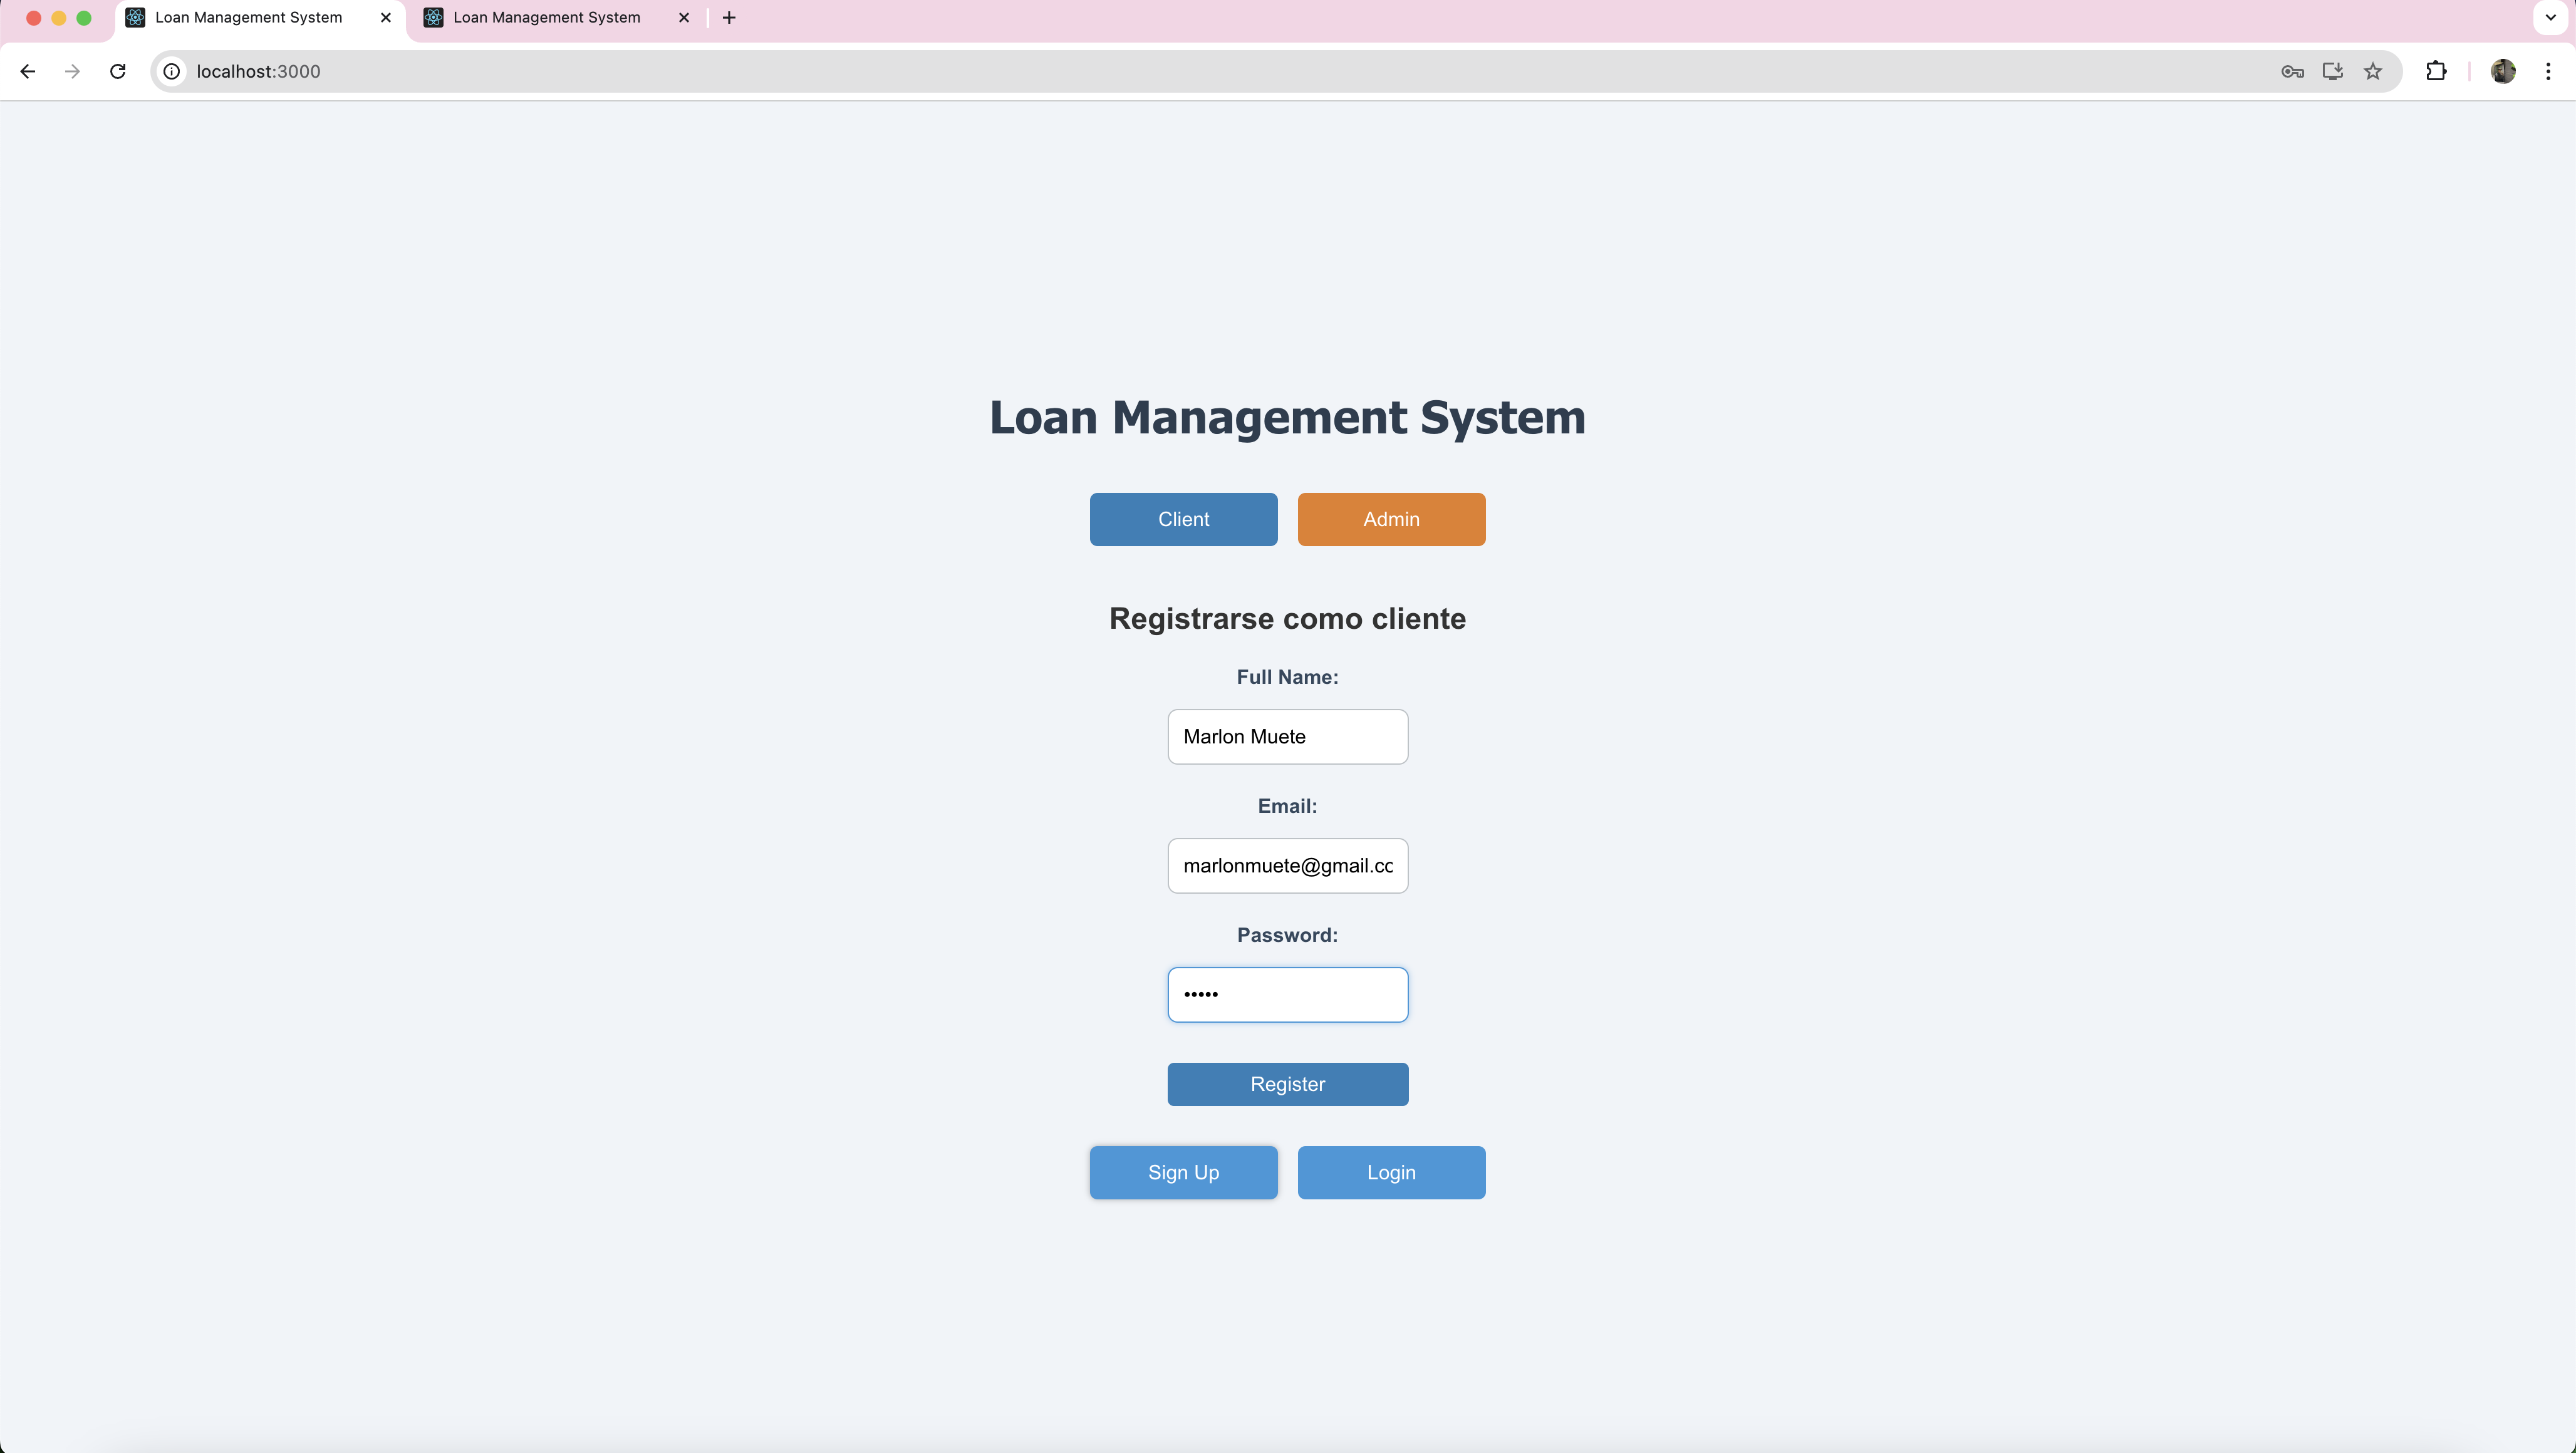 Loan Management System
Loan Management System
localhost:3000
Loan Management System
Client
Admin
Registrarse como cliente
Full Name:
Marlon Muete
Email:
marlonmuete@gmail.cc
Password:
•••••
Register
Sign Up
Login